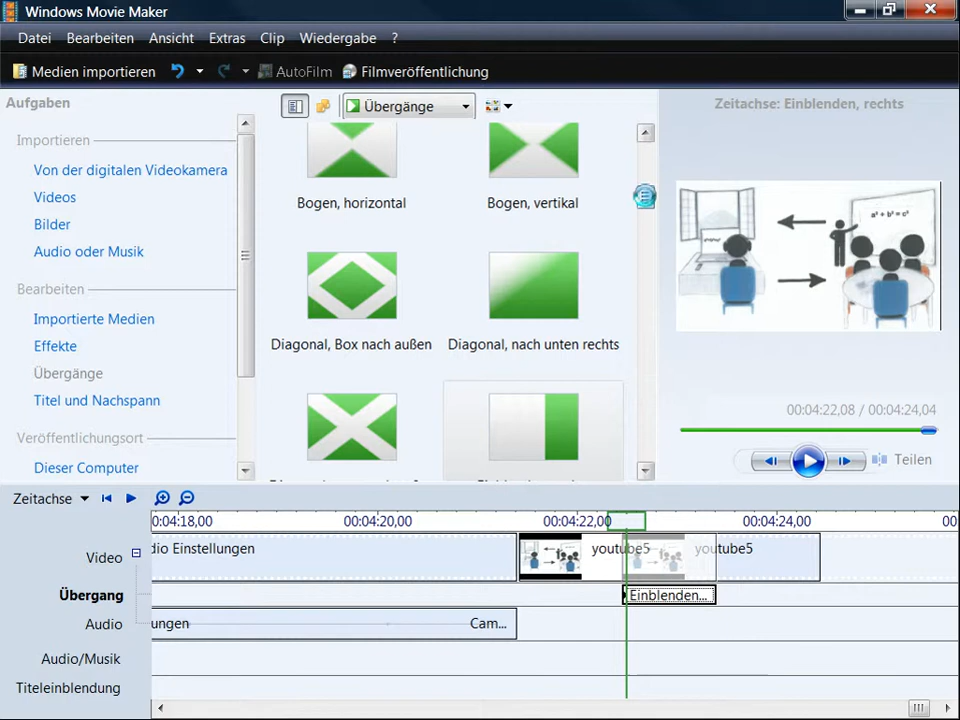 Windows Movie Maker
Datei Bearbeiten Ansicht Extras Clip Wiedergabe ?
Medien importieren AutoFilm Filmveröffentlichung
Aufgaben
Importieren
Von der digitalen Videokamera
Videos
Bilder
Audio oder Musik
Bearbeiten
Importierte Medien
Effekte
Übergänge
Titel und Nachspann
Veröffentlichungsort
Dieser Computer
Übergänge
Bogen, horizontal
Bogen, vertikal
Diagonal, Box nach außen
Diagonal, nach unten rechts
Zeitachse: Einblenden, rechts
a² + b² = c²
00:04:22,08 / 00:04:24,04
Teilen
Zeitachse
0:04:18,00 00:04:20,00 00:04:22,00 00:04:24,00 00
Video
dio Einstellungen youtube5 youtube5
Übergang
Einblenden...
Audio
ungen Cam...
Audio/Musik
Titeleinblendung